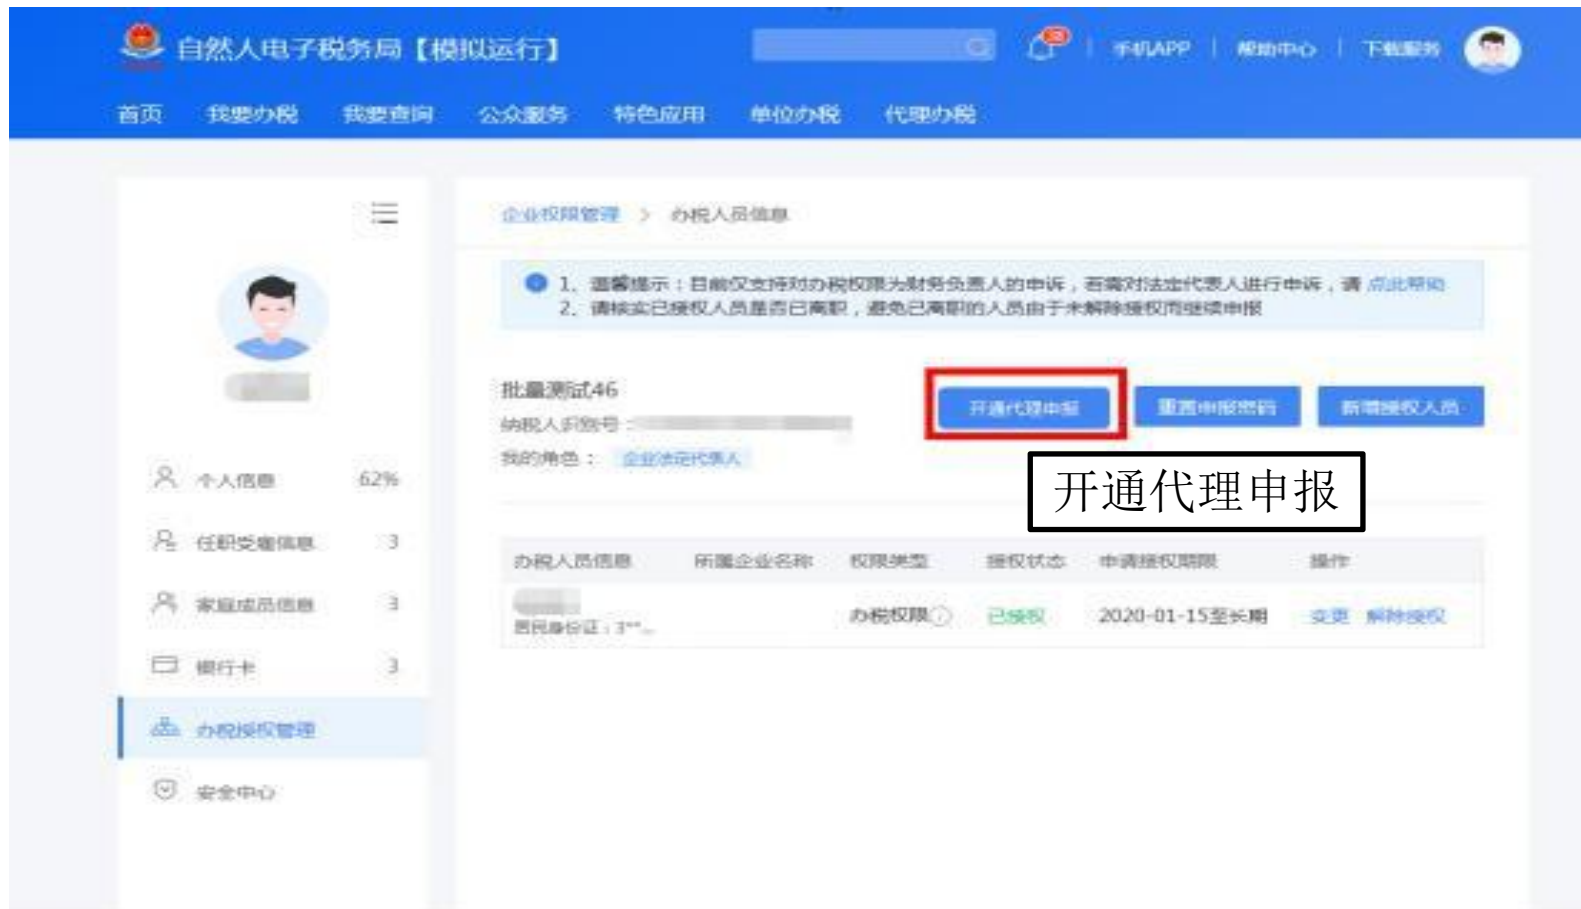 自然人电子税务局【模拟运行】
手机APP
帮助中心
下载服务
首页 我要办税 我要查询 公众服务 特色应用 单位办税 代理办税
企业权限管理 > 办税人员信息
1、温馨提示：目前仅支持对办税权限为财务负责人的申诉，若需对法定代表人进行申诉，请 点此帮助
2、请核实已授权人员是否已离职，避免已离职的人员由于未解除授权而继续申报
批量测试46
纳税人识别号：
我的角色： 企业法定代表人
开通代理申报 重置申报密码 新增授权人员
开通代理申报
个人信息 62%
任职受雇信息 3
家庭成员信息 3
银行卡 3
办税授权管理
安全中心
办税人员信息 所属企业名称 权限类型 授权状态 申请授权期限 操作
居民身份证：3**...
办税权限 已授权 2020-01-15至长期 变更 解除授权